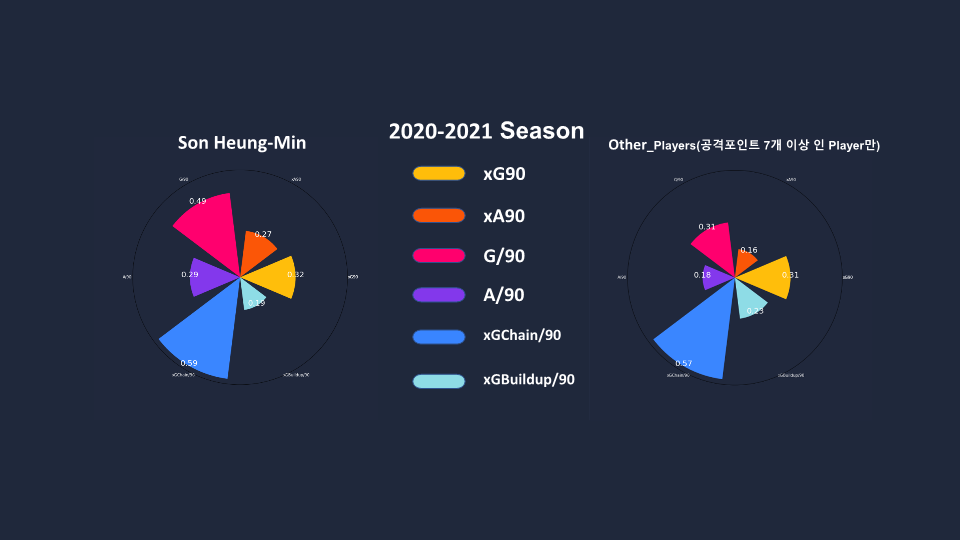 2020-2021 Season
Son Heung-Min
Other_Players(공격포인트 7개 이상 인 Player만)
xG90
xA90
G/90
A/90
xGChain/90
xGBuildup/90
G/90
xA90
0.49
0.27
A/90
0.29
0.32
xG90
0.19
0.59
xGChain/90
xGBuildup/90
G/90
xA90
0.31
0.16
A/90
0.18
0.31
xG90
0.23
0.57
xGChain/90
xGBuildup/90